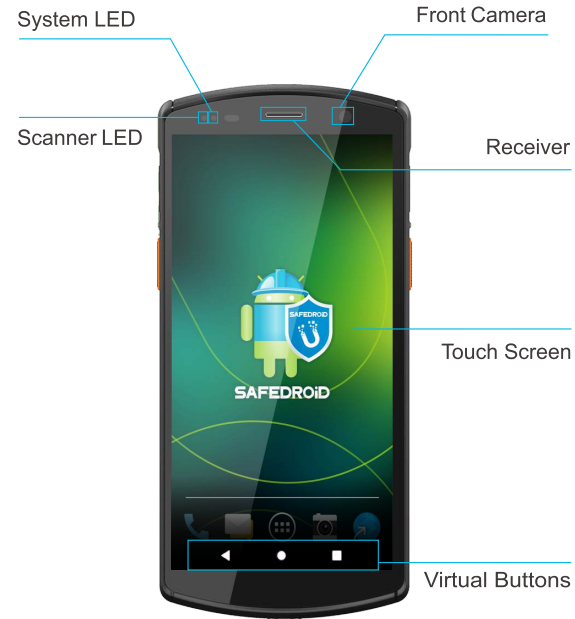 System LED
Front Camera
Scanner LED
Receiver
SAFEDROID
Touch Screen
SAFEDROiD
Virtual Buttons